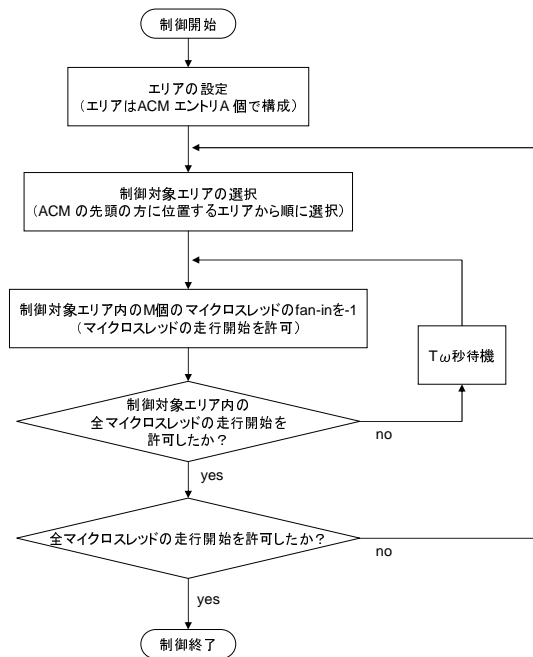 制御開始
エリアの設定
（エリアはACM エントリA 個で構成）
制御対象エリアの選択
（ACM の先頭の方に位置するエリアから順に選択）
制御対象エリア内のM個のマイクロスレッドのfan-inを-1
（マイクロスレッドの走行開始を許可）
Tω秒待機
制御対象エリア内の
全マイクロスレッドの走行開始を
許可したか？
no
yes
全マイクロスレッドの走行開始を許可したか？
no
yes
制御終了